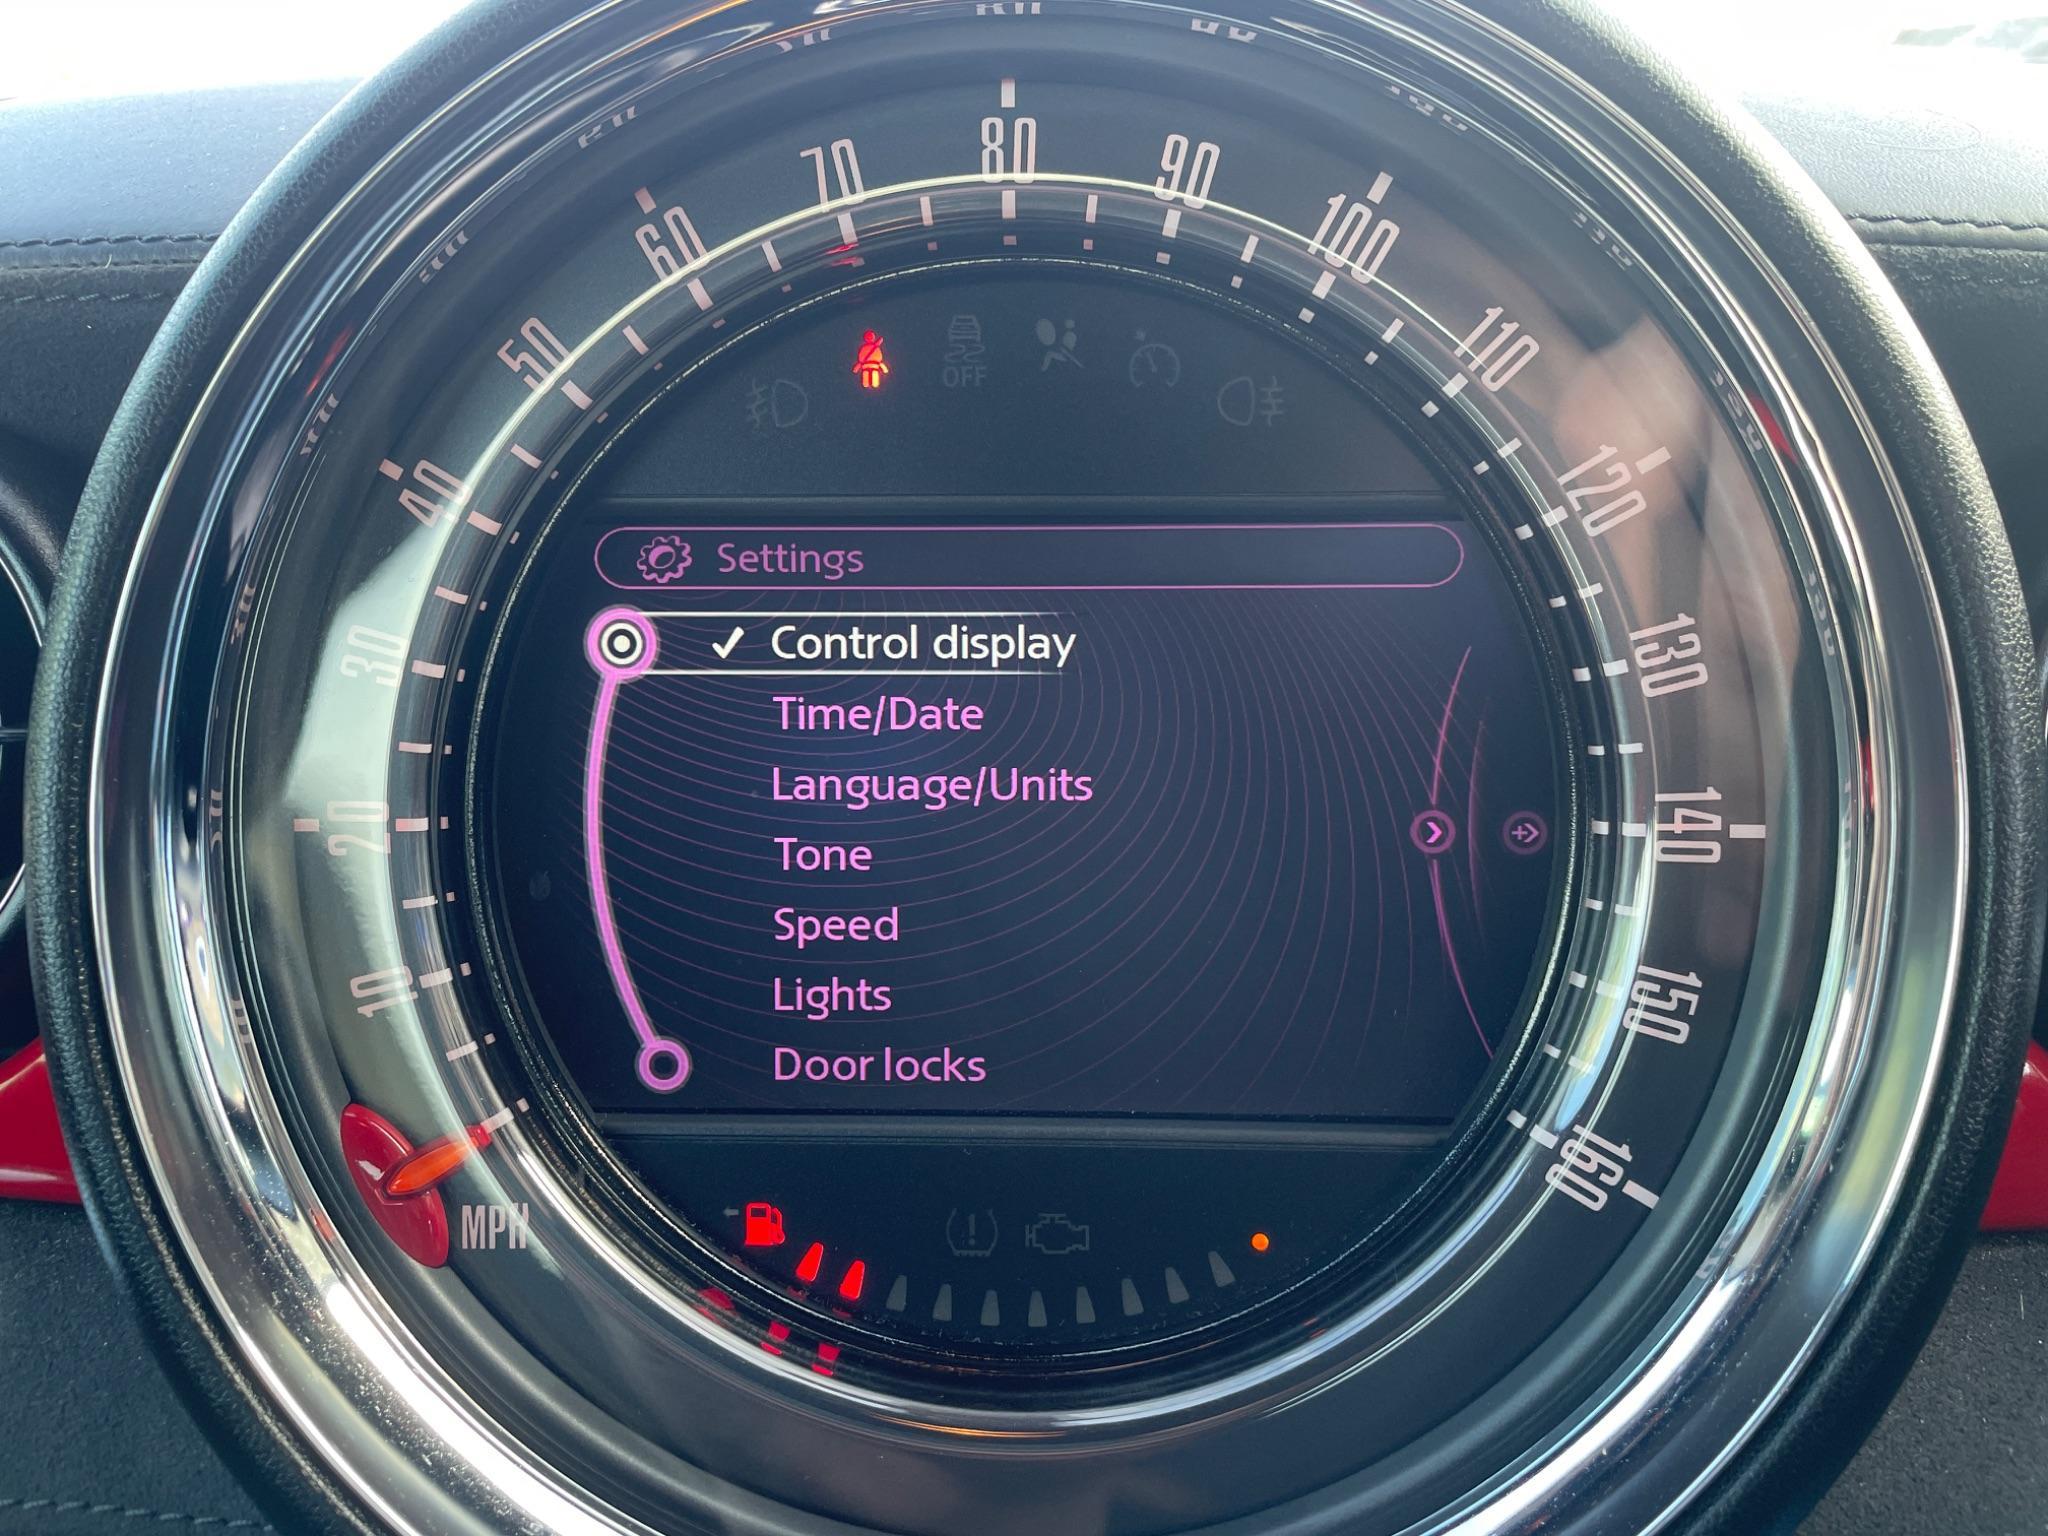 10
20
30
40
50
60
70
80
90
100
110
120
130
140
150
160
OFF
Settings
Control display
Time/Date
Language/Units
Tone
Speed
Lights
Door locks
MPH